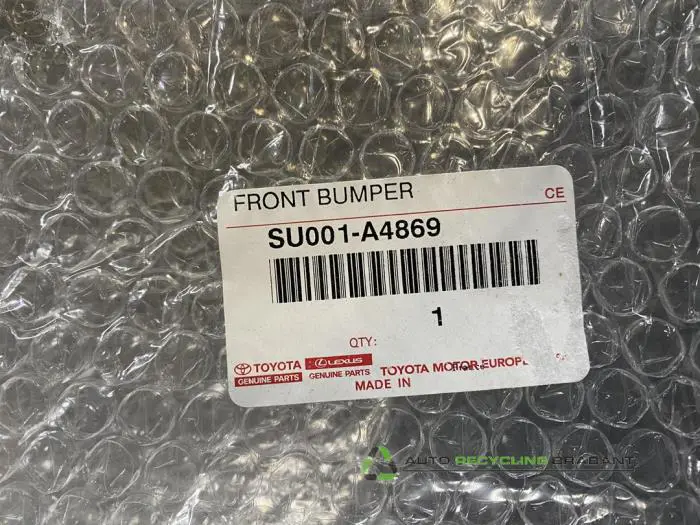 FRONT BUMPER CE
SU001-A4869
1
QTY:
TOYOTA LEXUS TOYOTA MOTOR EUROPE
GENUINE PARTS GENUINE PARTS
MADE IN
AUTO RECYCLING BRABANT